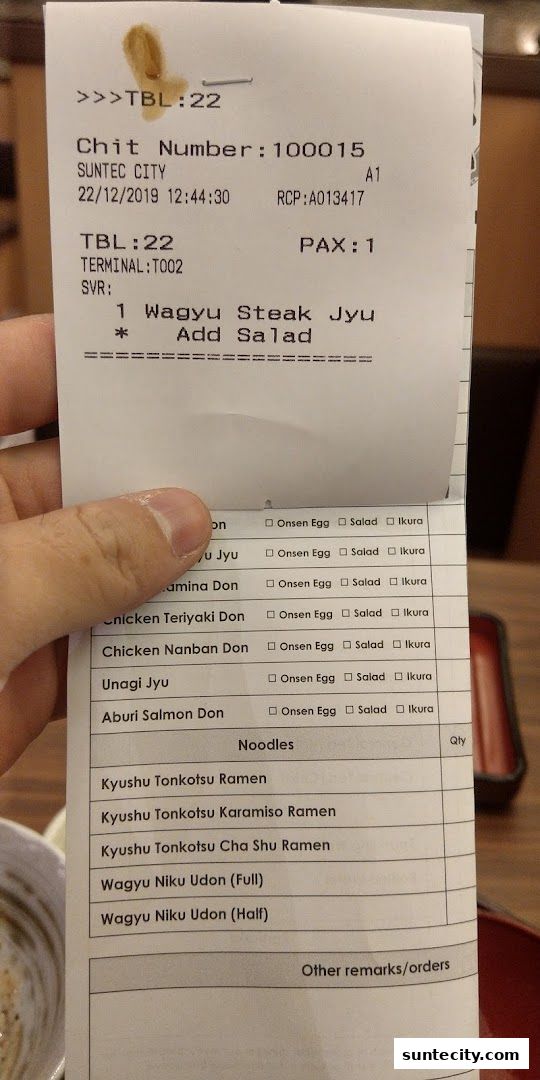 >>>TBL:22
Chit Number:100015
SUNTEC CITY A1
22/12/2019 12:44:30 RCP:A013417
TBL:22 PAX:1
TERMINAL:T002
SVR:
1 Wagyu Steak Jyu
* Add Salad
===================
☐ Onsen Egg ☐ Salad ☐ Ikura
Jyu ☐ Onsen Egg ☐ Salad ☐ Ikura
Don ☐ Onsen Egg ☐ Salad ☐ Ikura
Chicken Teriyaki Don ☐ Onsen Egg ☐ Salad ☐ Ikura
Chicken Nanban Don ☐ Onsen Egg ☐ Salad ☐ Ikura
Unagi Jyu ☐ Onsen Egg ☐ Salad ☐ Ikura
Aburi Salmon Don ☐ Onsen Egg ☐ Salad ☐ Ikura
Noodles Qty
Kyushu Tonkotsu Ramen
Kyushu Tonkotsu Karamiso Ramen
Kyushu Tonkotsu Cha Shu Ramen
Wagyu Niku Udon (Full)
Wagyu Niku Udon (Half)
Other remarks/orders
suntecity.com